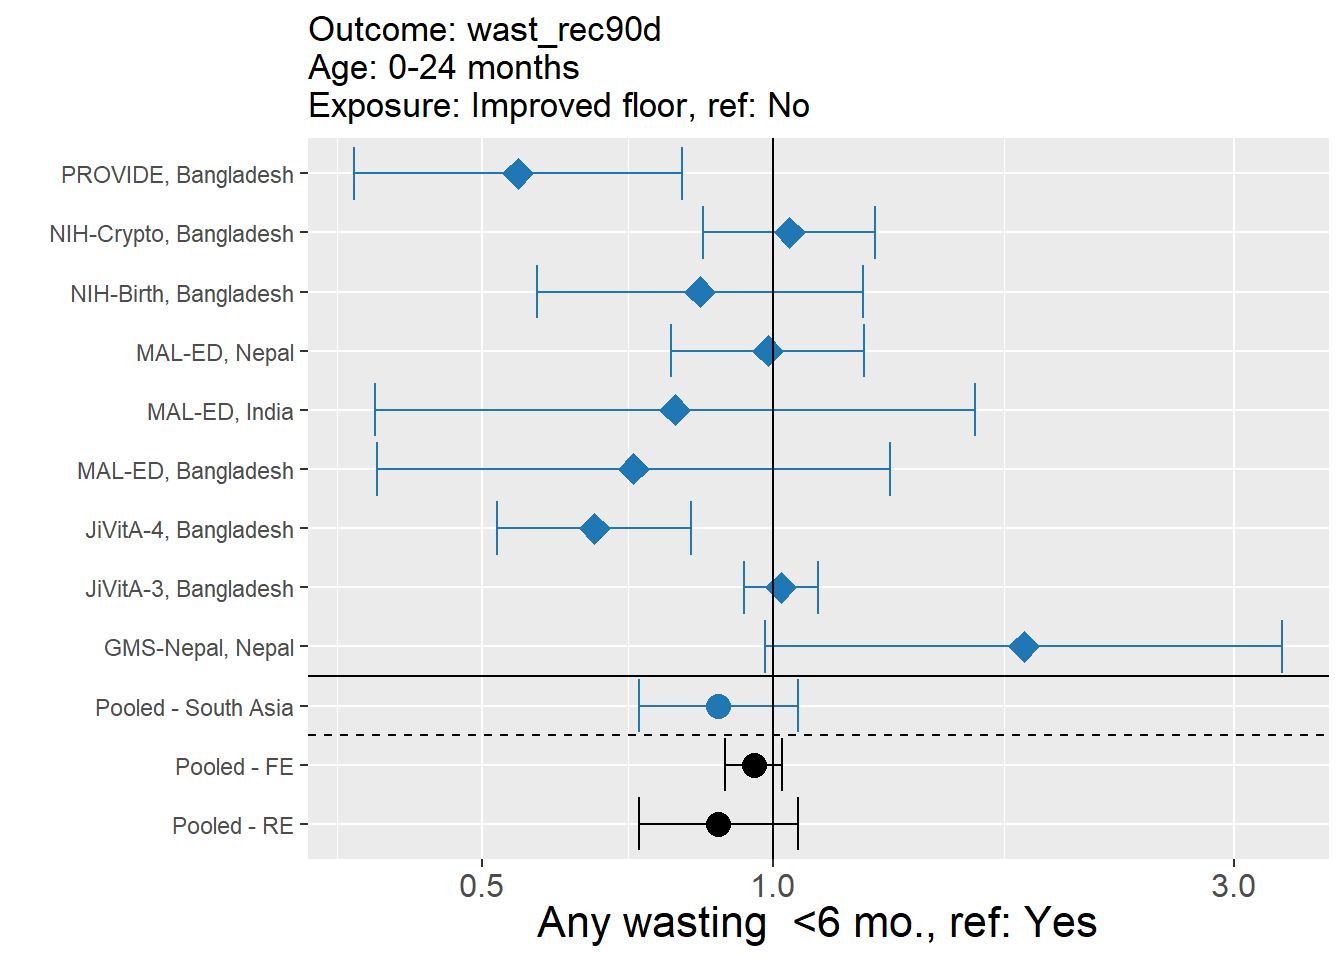 Outcome: wast_rec90d
Age: 0-24 months
Exposure: Improved floor, ref: No
PROVIDE, Bangladesh
NIH-Crypto, Bangladesh
NIH-Birth, Bangladesh
MAL-ED, Nepal
MAL-ED, India
MAL-ED, Bangladesh
JiVitA-4, Bangladesh
JiVitA-3, Bangladesh
GMS-Nepal, Nepal
Pooled - South Asia
Pooled - FE
Pooled - RE
0.5 1.0 3.0
Any wasting  <6 mo., ref: Yes